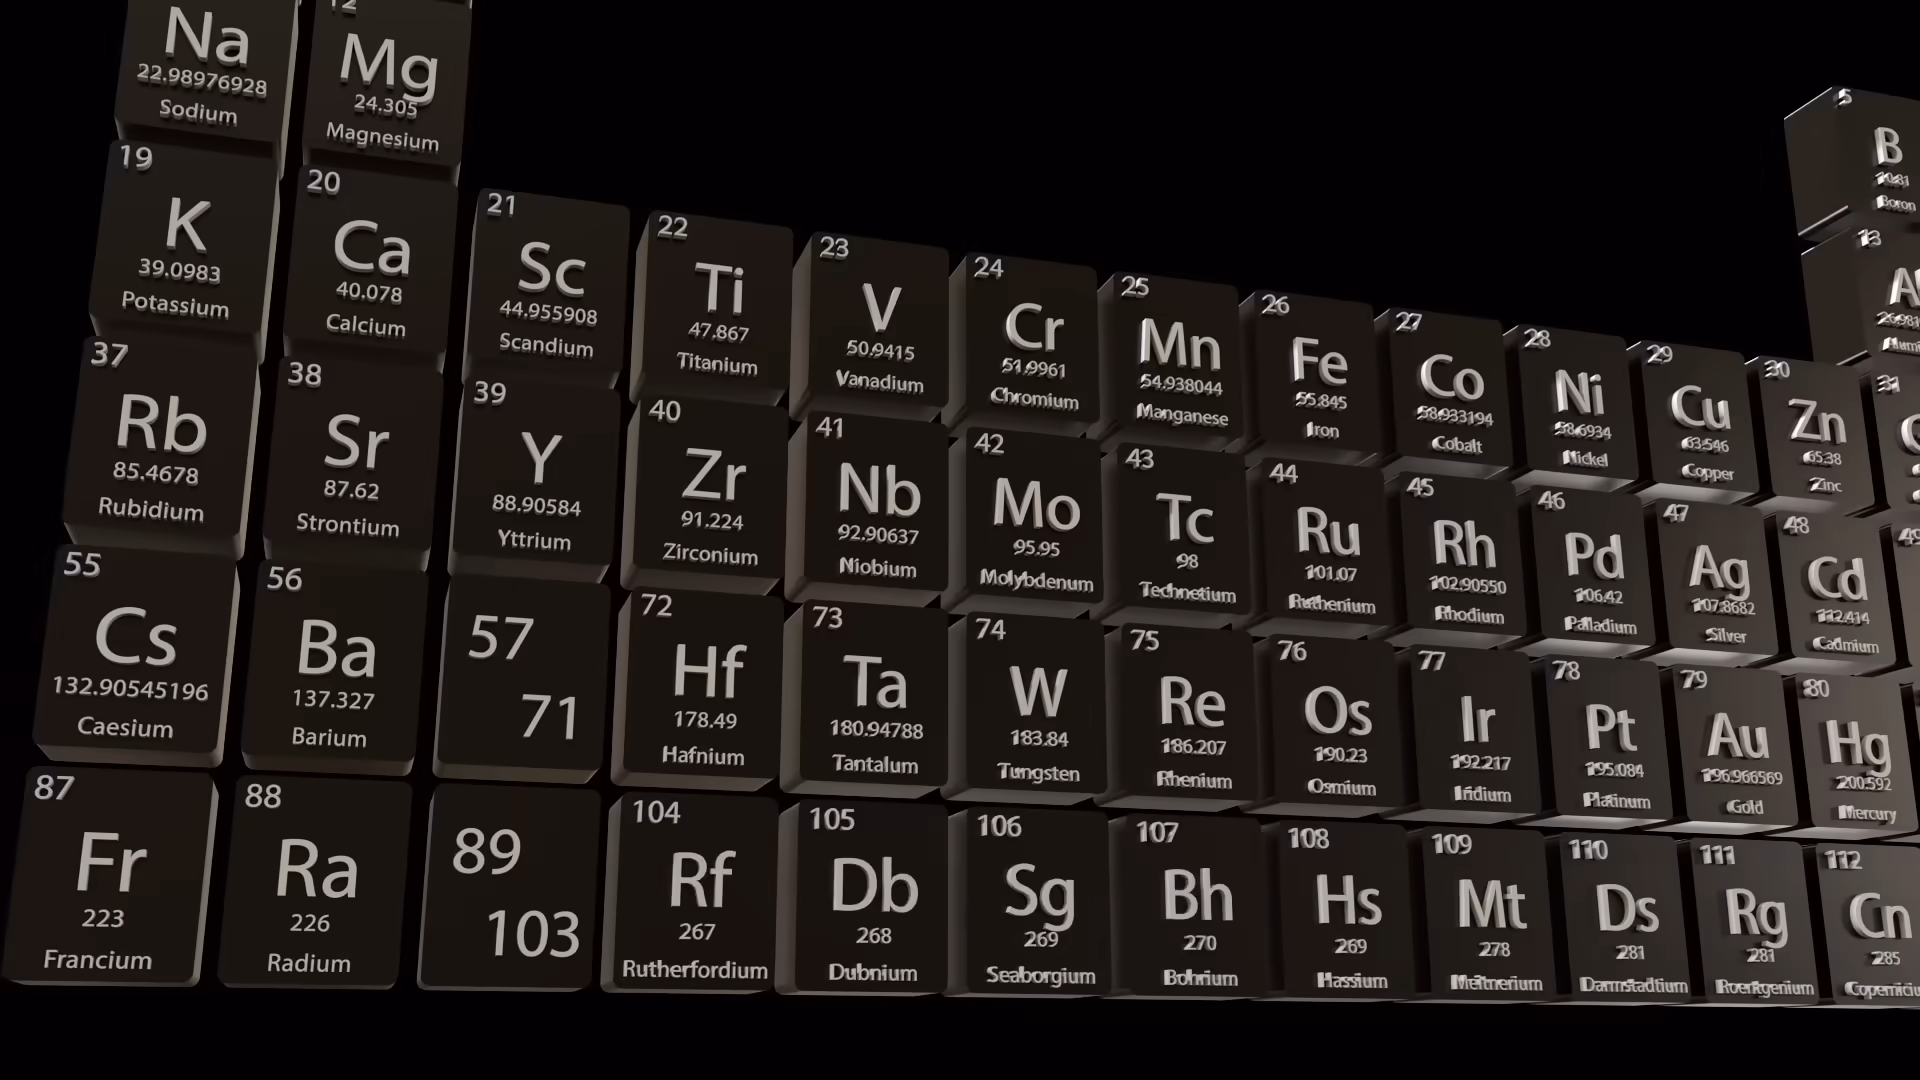 Na
22.98976928
Sodium
12
Mg
24.305
Magnesium
5
B
10.81
Boron
13
19
K
39.0983
Potassium
20
Ca
40.078
Calcium
21
Sc
44.955908
Scandium
22
Ti
47.867
Titanium
23
V
50.9415
Vanadium
24
Cr
51.9961
Chromium
25
Mn
54.938044
Manganese
26
Fe
55.845
Iron
27
Co
58.933194
Cobalt
28
Ni
58.6934
Nickel
29
Cu
63.546
Copper
30
Zn
65.38
Zinc
31
37
Rb
85.4678
Rubidium
38
Sr
87.62
Strontium
39
Y
88.90584
Yttrium
40
Zr
91.224
Zirconium
41
Nb
92.90637
Niobium
42
Mo
95.95
Molybdenum
43
Tc
98
Technetium
44
Ru
101.07
Ruthenium
45
Rh
102.90550
Rhodium
46
Pd
106.42
Palladium
47
Ag
107.8682
Silver
48
Cd
112.414
Cadmium
49
55
Cs
132.90545196
Caesium
56
Ba
137.327
Barium
57
71
72
Hf
178.49
Hafnium
73
Ta
180.94788
Tantalum
74
W
183.84
Tungsten
75
Re
186.207
Rhenium
76
Os
190.23
Osmium
77
Ir
192.217
Iridium
78
Pt
195.084
Platinum
79
Au
196.966569
Gold
80
Hg
200.592
Mercury
87
Fr
223
Francium
88
Ra
226
Radium
89
103
104
Rf
267
Rutherfordium
105
Db
268
Dubnium
106
Sg
269
Seaborgium
107
Bh
270
Bohrium
108
Hs
269
Hassium
109
Mt
278
Meitnerium
110
Ds
281
Darmstadtium
111
Rg
281
Roentgenium
112
Cn
285